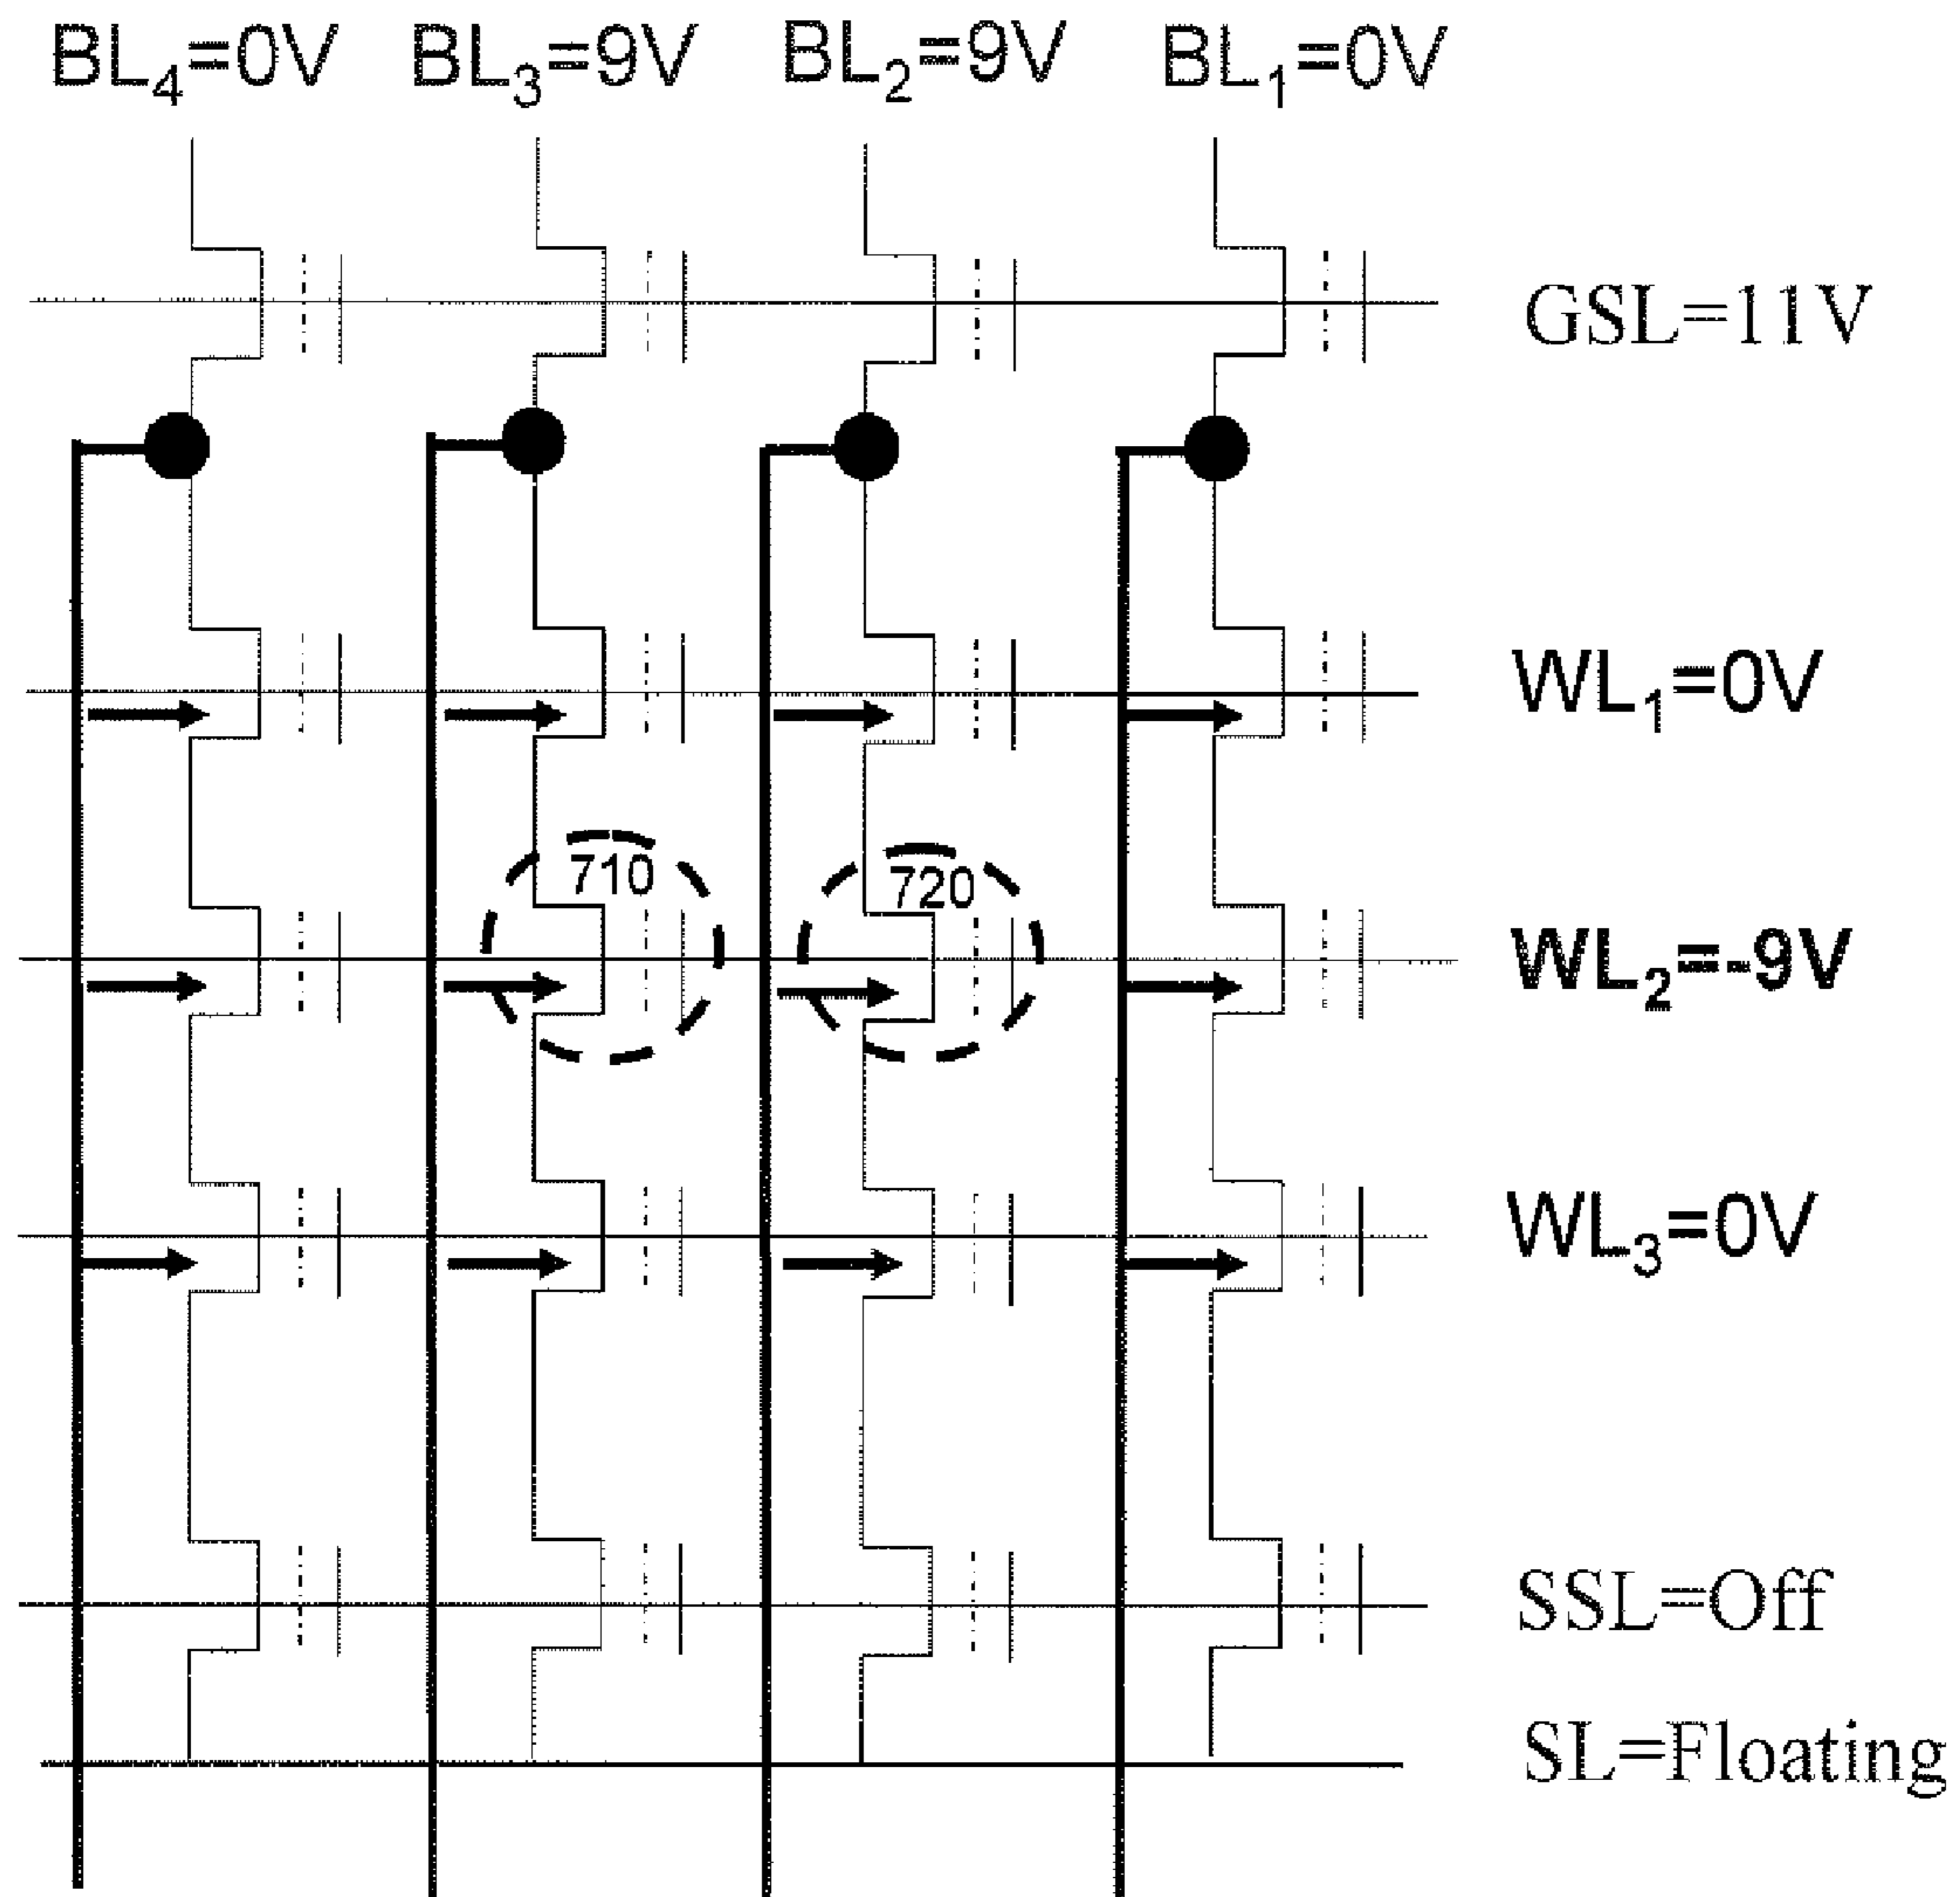 BL₄=0V BL₃=9V BL₂=9V BL₁=0V
GSL=11V
WL₁=0V
710
720
WL₂=-9V
WL₃=0V
SSL=Off
SL=Floating